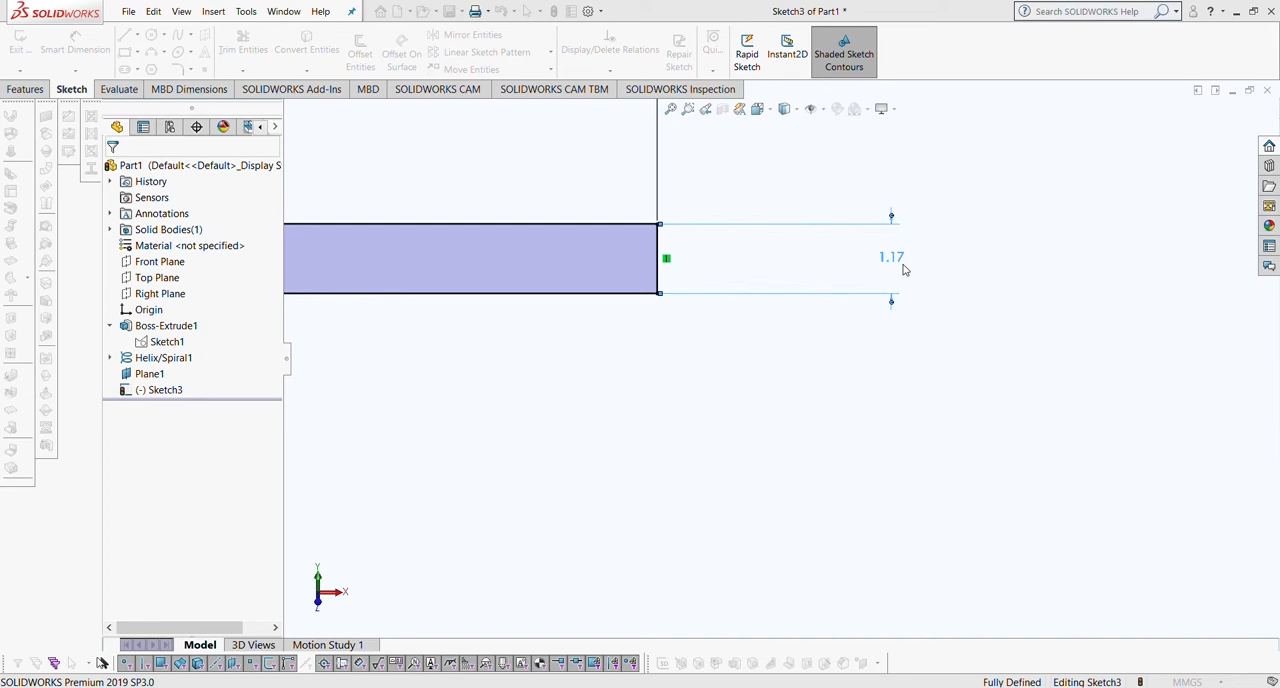 SOLIDWORKS
File Edit View Insert Tools Window Help
Sketch3 of Part1 *
Search SOLIDWORKS Help
Exit ...
Smart Dimension
Trim Entities
Convert Entities
Offset Entities
Offset On Surface
Mirror Entities
Linear Sketch Pattern
Move Entities
Display/Delete Relations
Repair Sketch
Qui...
Rapid Sketch
Instant2D
Shaded Sketch Contours
Features Sketch Evaluate MBD Dimensions SOLIDWORKS Add-Ins MBD SOLIDWORKS CAM SOLIDWORKS CAM TBM SOLIDWORKS Inspection
Part1 (Default<<Default>_Display S
History
Sensors
Annotations
Solid Bodies(1)
Material <not specified>
Front Plane
Top Plane
Right Plane
Origin
Boss-Extrude1
Sketch1
Helix/Spiral1
Plane1
(-) Sketch3
1.17
Y
X
Z
Model 3D Views Motion Study 1
SOLIDWORKS Premium 2019 SP3.0
Fully Defined Editing Sketch3 MMGS